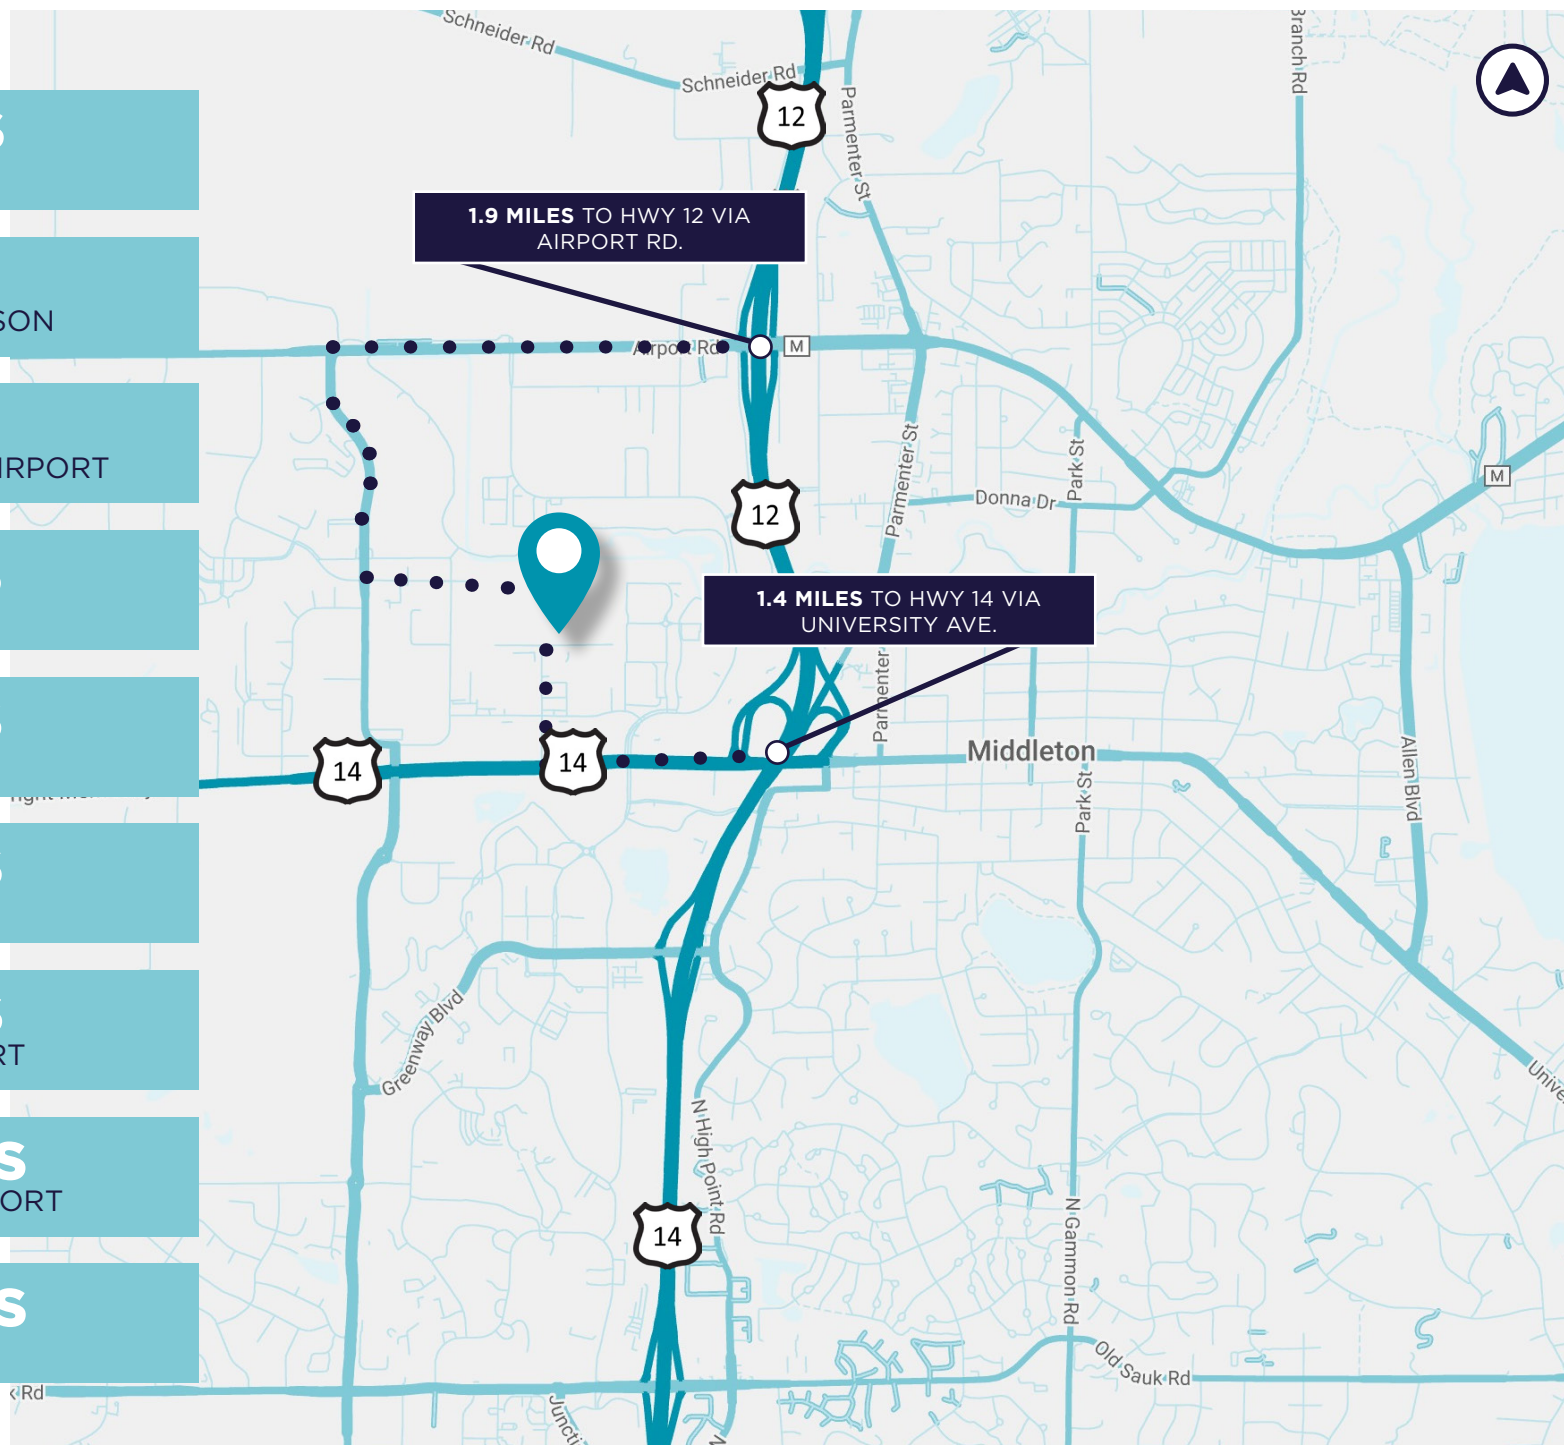 Schneider Rd
Schneider Rd
Branch Rd
12
Parmenter St
1.9 MILES TO HWY 12 VIA
AIRPORT RD.
SON
Airport Rd
M
IRPORT
Parmenter St
Park St
Donna Dr
M
12
1.4 MILES TO HWY 14 VIA
UNIVERSITY AVE.
Parmenter
14
14
Middleton
Park St
Allen Blvd
S
RT
Greenway Blvd
N High Point Rd
S
ORT
14
N Gammon Rd
S
Old Sauk Rd
Rd